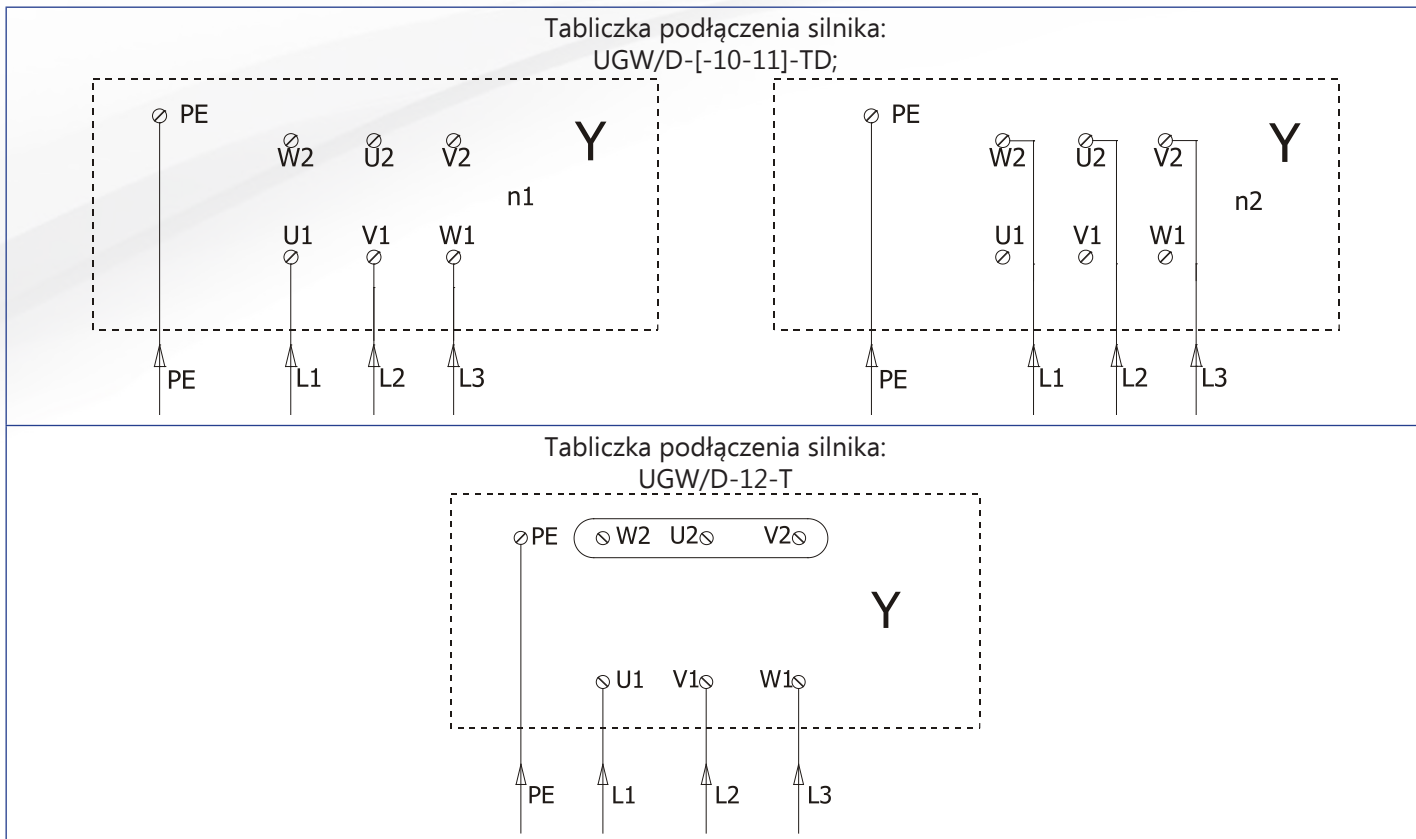 Tabliczka podłączenia silnika:
UGW/D-[-10-11]-TD;
PE
W2 U2 V2
Y
n1
U1 V1 W1
PE L1 L2 L3
PE
W2 U2 V2
Y
n2
U1 V1 W1
PE L1 L2 L3
Tabliczka podłączenia silnika:
UGW/D-12-T
PE W2 U2 V2
Y
U1 V1 W1
PE L1 L2 L3